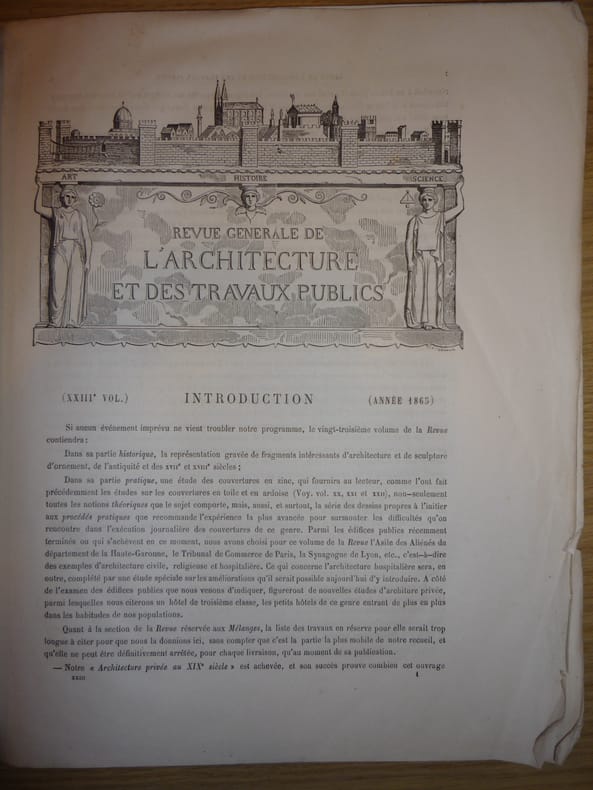 ART HISTOIRE SCIENCE
REVUE GENERALE DE
L'ARCHITECTURE
ET DES TRAVAUX PUBLICS
(XXIIIe VOL.) INTRODUCTION (ANNÉE 1865)
Si aucun événement imprévu ne vient troubler notre programme, le vingt-troisième volume de la Revue
contiendra :
Dans sa partie historique, la représentation gravée de fragments intéressants d'architecture et de sculpture
d'ornement, de l'antiquité et des XVIIe et XVIIIe siècles ;
Dans sa partie pratique, une étude des couvertures en zinc, qui fournira au lecteur, comme l'ont fait
précédemment les études sur les couvertures en toile et en ardoise (Voy. vol. XX, XXI et XXII), non-seulement
toutes les notions théoriques que le sujet comporte, mais, aussi, et surtout, la série des dessins propres à l'initier
aux procédés pratiques que recommande l'expérience la plus avancée pour surmonter les difficultés qu'on
rencontre dans l'exécution journalière des couvertures de ce genre. Parmi les édifices publics récemment
terminés ou qui s'achèvent en ce moment, nous avons choisi pour ce volume de la Revue l'Asile des Aliénés du
département de la Haute-Garonne, le Tribunal de Commerce de Paris, la Synagogue de Lyon, etc., c'est-à-dire
des exemples d'architecture civile, religieuse et hospitalière. Ce qui concerne l'architecture hospitalière sera, en
outre, complété par une étude spéciale sur les améliorations qu'il serait possible aujourd'hui d'y introduire. A côté
de l'examen des édifices publics que nous venons d'indiquer, figureront de nouvelles études d'architure privée,
parmi lesquelles nous citerons un hôtel de troisième classe, les petits hôtels de ce genre entrant de plus en plus
dans les habitudes de nos populations.
Quant à la section de la Revue réservée aux Mélanges, la liste des travaux en réserve pour elle serait trop
longue à citer pour que nous la donnions ici, sans compter que c'est la partie la plus mobile de notre recueil, et
qu'elle ne peut être définitivement arrêtée, pour chaque livraison, qu'au moment de sa publication.
— Notre « Architecture privée au XIXe siècle » est achevée, et son succès prouve combien cet ouvrage
XXIII 1